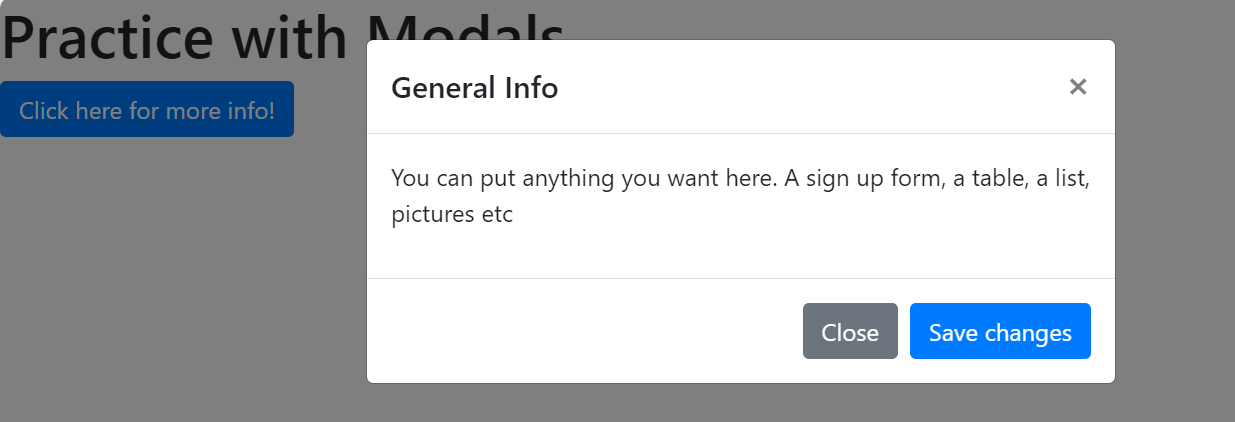 Practice with Modals
Click here for more info!
General Info
×
You can put anything you want here. A sign up form, a table, a list,
pictures etc
Close
Save changes